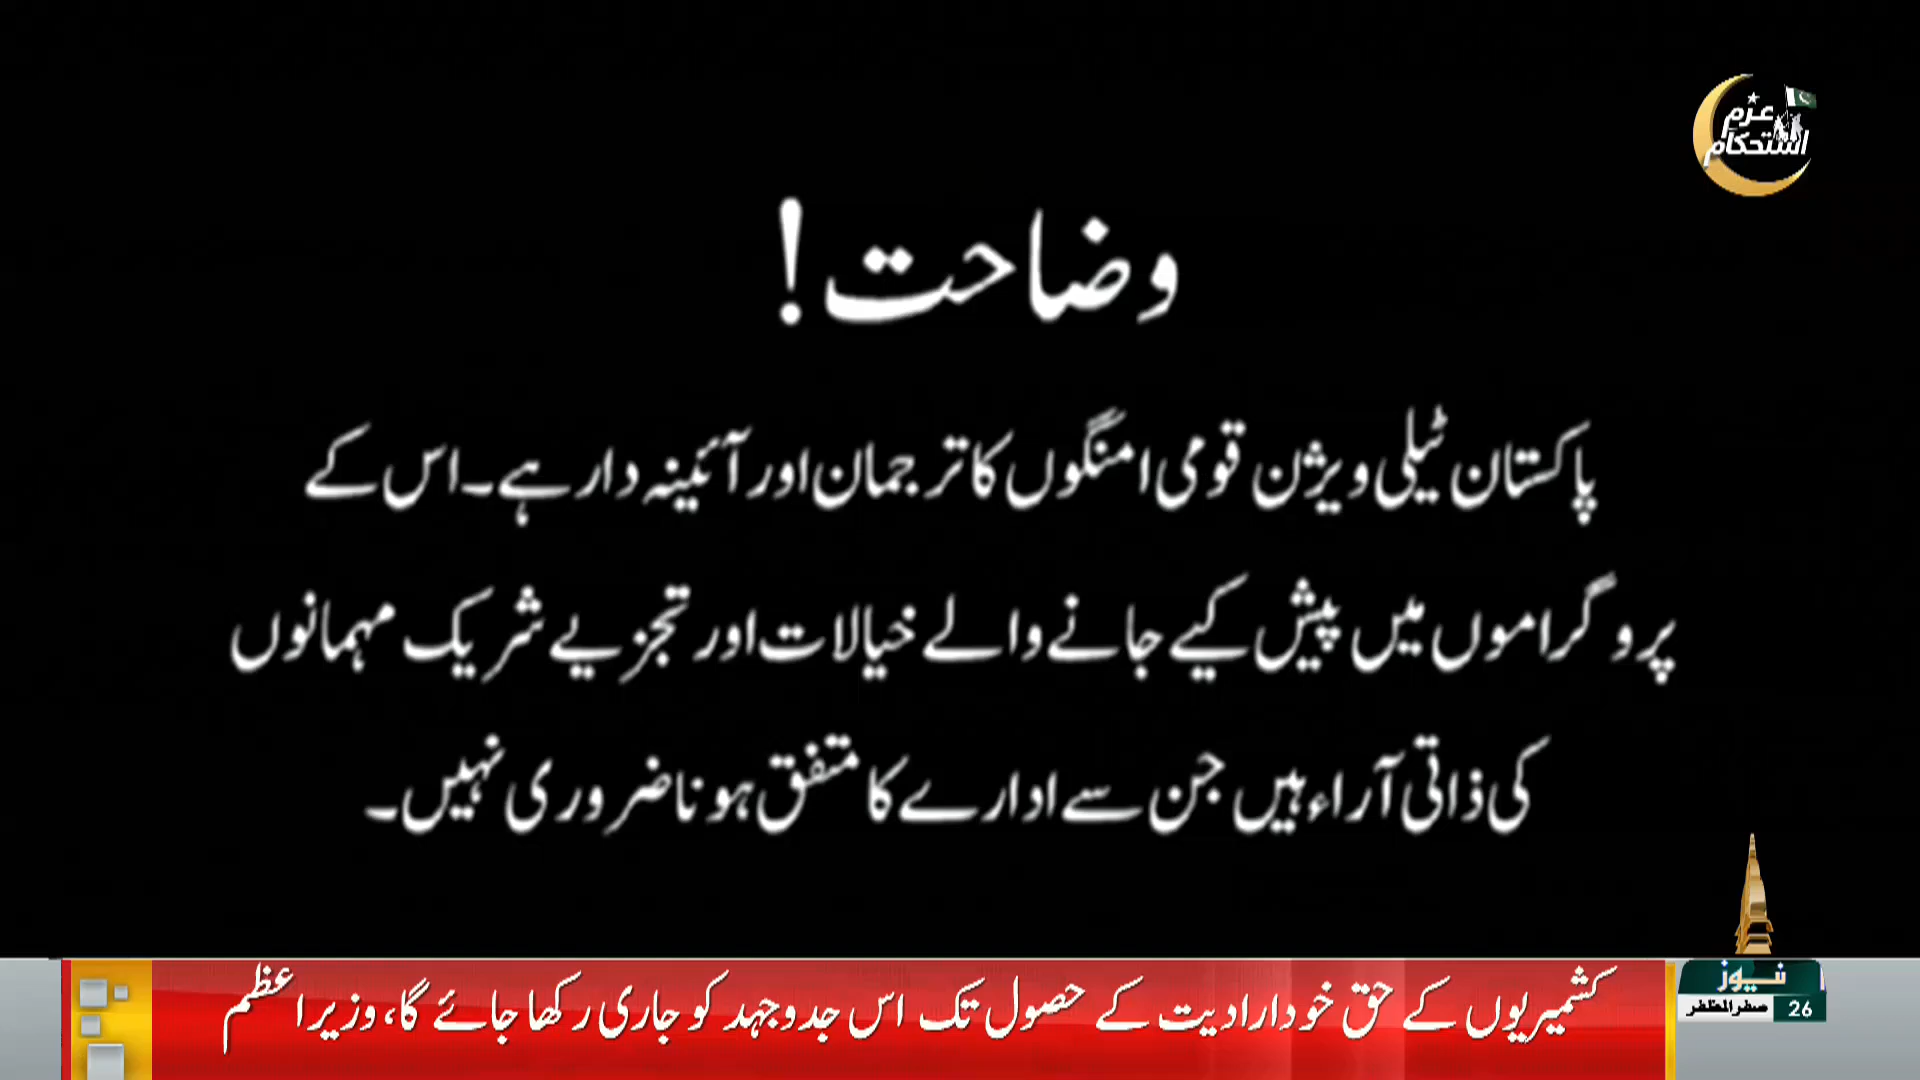 عزم
استحکام
وضاحت!
پاکستان ٹیلی ویژن قومی امنگوں کا ترجمان اور آئینہ دار ہے۔ اس کے
پروگراموں میں پیش کیے جانے والے خیالات اور تجزیے شریک مہمانوں
کی ذاتی آراء ہیں جن سے ادارے کا متفق ہونا ضروری نہیں۔
نیوز
کشمیریوں کے حق خودارادیت کے حصول تک اس جدوجہد کو جاری رکھا جائے گا، وزیراعظم
26 صفر المظفر